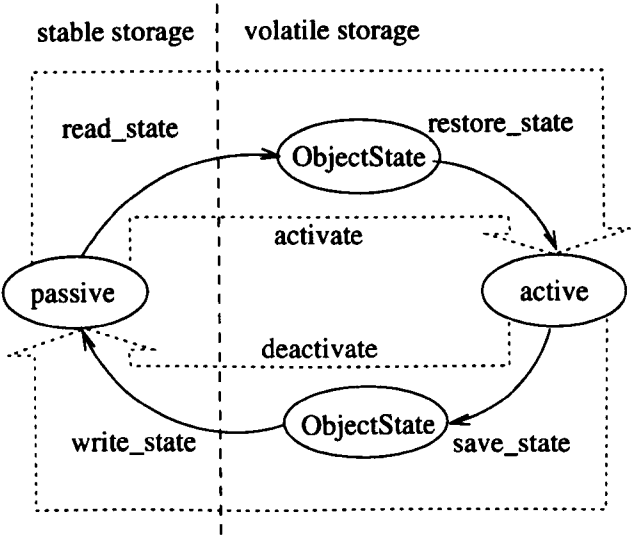 stable storage
volatile storage
read_state
restore_state
ObjectState
activate
passive
active
deactivate
ObjectState
write_state
save_state